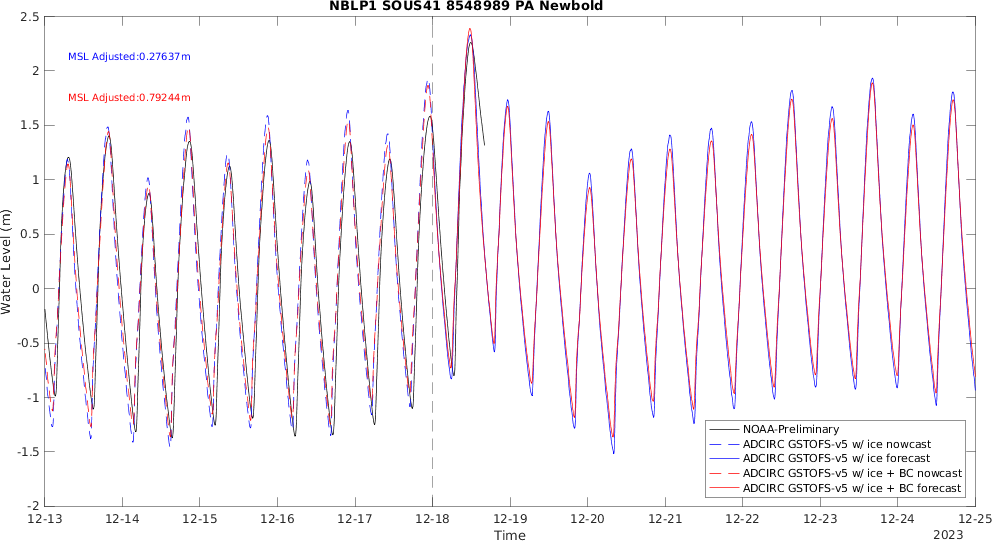 NBLP1 SOUS41 8548989 PA Newbold
MSL Adjusted:0.27637m
MSL Adjusted:0.79244m
2.5
2
1.5
1
0.5
0
-0.5
-1
-1.5
-2
Water Level (m)
NOAA-Preliminary
ADCIRC GSTOFS-v5 w/ ice nowcast
ADCIRC GSTOFS-v5 w/ ice forecast
ADCIRC GSTOFS-v5 w/ ice + BC nowcast
ADCIRC GSTOFS-v5 w/ ice + BC forecast
12-13 12-14 12-15 12-16 12-17 12-18 12-19 12-20 12-21 12-22 12-23 12-24 12-25
Time
2023